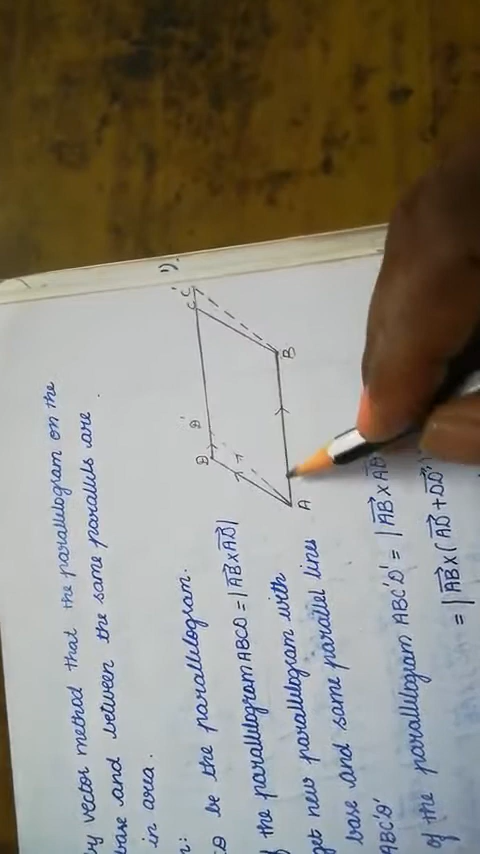 by vector method that the parallelogram on the
base and between the same parallels are
in area.
be the parallelogram.
the parallelogram ABCD = |AB⃗ × AD⃗|
get new parallelogram with
base and same parallel lines
ABC'D'
of the parallelogram ABC'D' = |AB⃗ × AD
= |AB⃗ × (AD⃗ + DD'⃗)
D D' C C'
A B